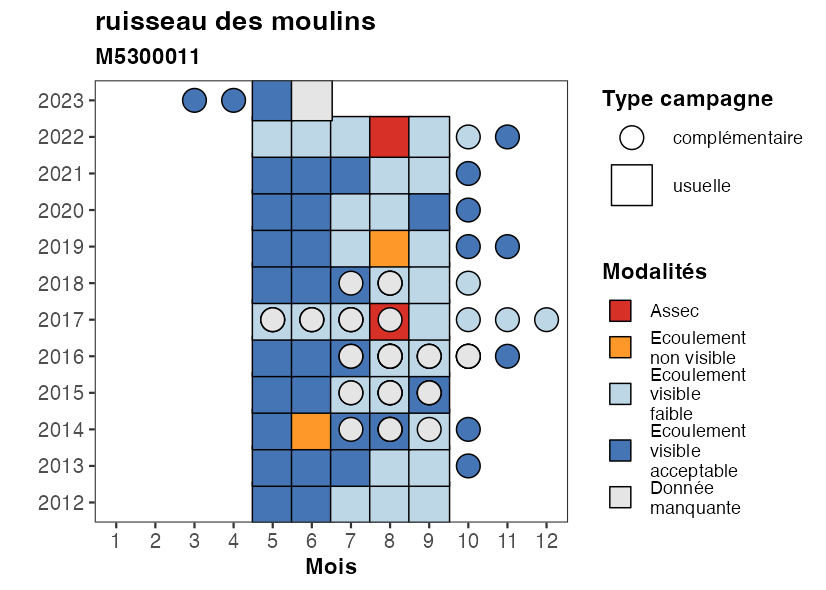 ruisseau des moulins
M5300011
2023
2022
2021
2020
2019
2018
2017
2016
2015
2014
2013
2012
1 2 3 4 5 6 7 8 9 10 11 12
Mois
Type campagne
complémentaire
usuelle
Modalités
Assec
Ecoulement
non visible
Ecoulement
visible
faible
Ecoulement
visible
acceptable
Donnée
manquante